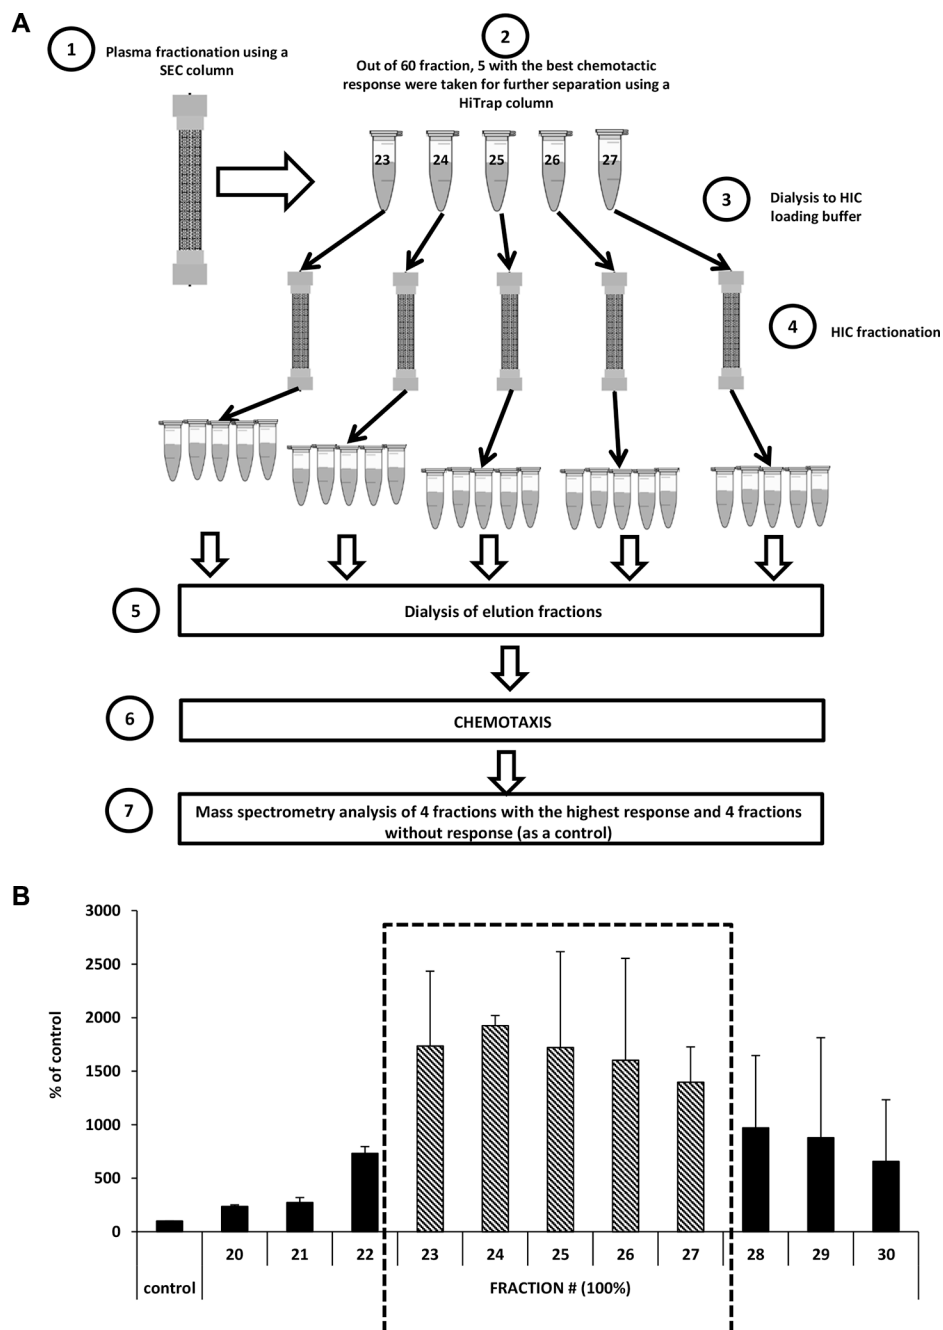 A
1
Plasma fractionation using a
SEC column
2
Out of 60 fraction, 5 with the best chemotactic
response were taken for further separation using a
HiTrap column
23
24
25
26
27
3
Dialysis to HIC
loading buffer
4
HIC fractionation
5
Dialysis of elution fractions
6
CHEMOTAXIS
7
Mass spectrometry analysis of 4 fractions with the highest response and 4 fractions
without response (as a control)
B
% of control
3000
2500
2000
1500
1000
500
0
20
21
22
23
24
25
26
27
28
29
30
control
FRACTION # (100%)